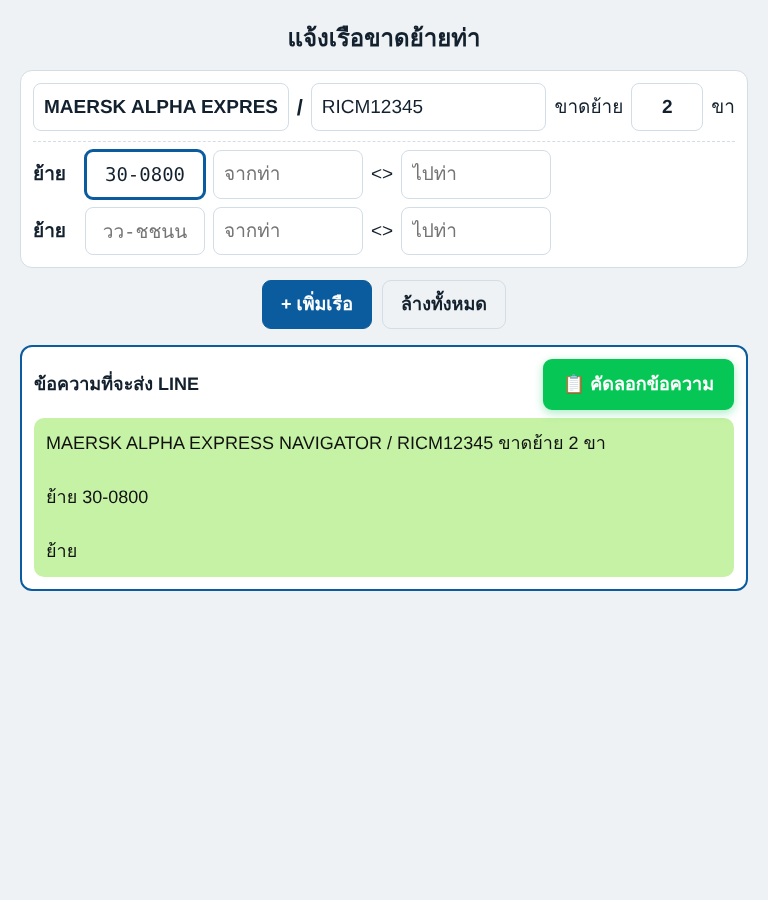 แจ้งเรือขาดย้ายท่า
MAERSK ALPHA EXPRES / RICM12345 ขาดย้าย 2 ขา
ย้าย 30-0800 จากท่า <> ไปท่า
ย้าย วว-ชชนน จากท่า <> ไปท่า
+ เพิ่มเรือ ล้างทั้งหมด
ข้อความที่จะส่ง LINE 📋 คัดลอกข้อความ
MAERSK ALPHA EXPRESS NAVIGATOR / RICM12345 ขาดย้าย 2 ขา
ย้าย 30-0800
ย้าย